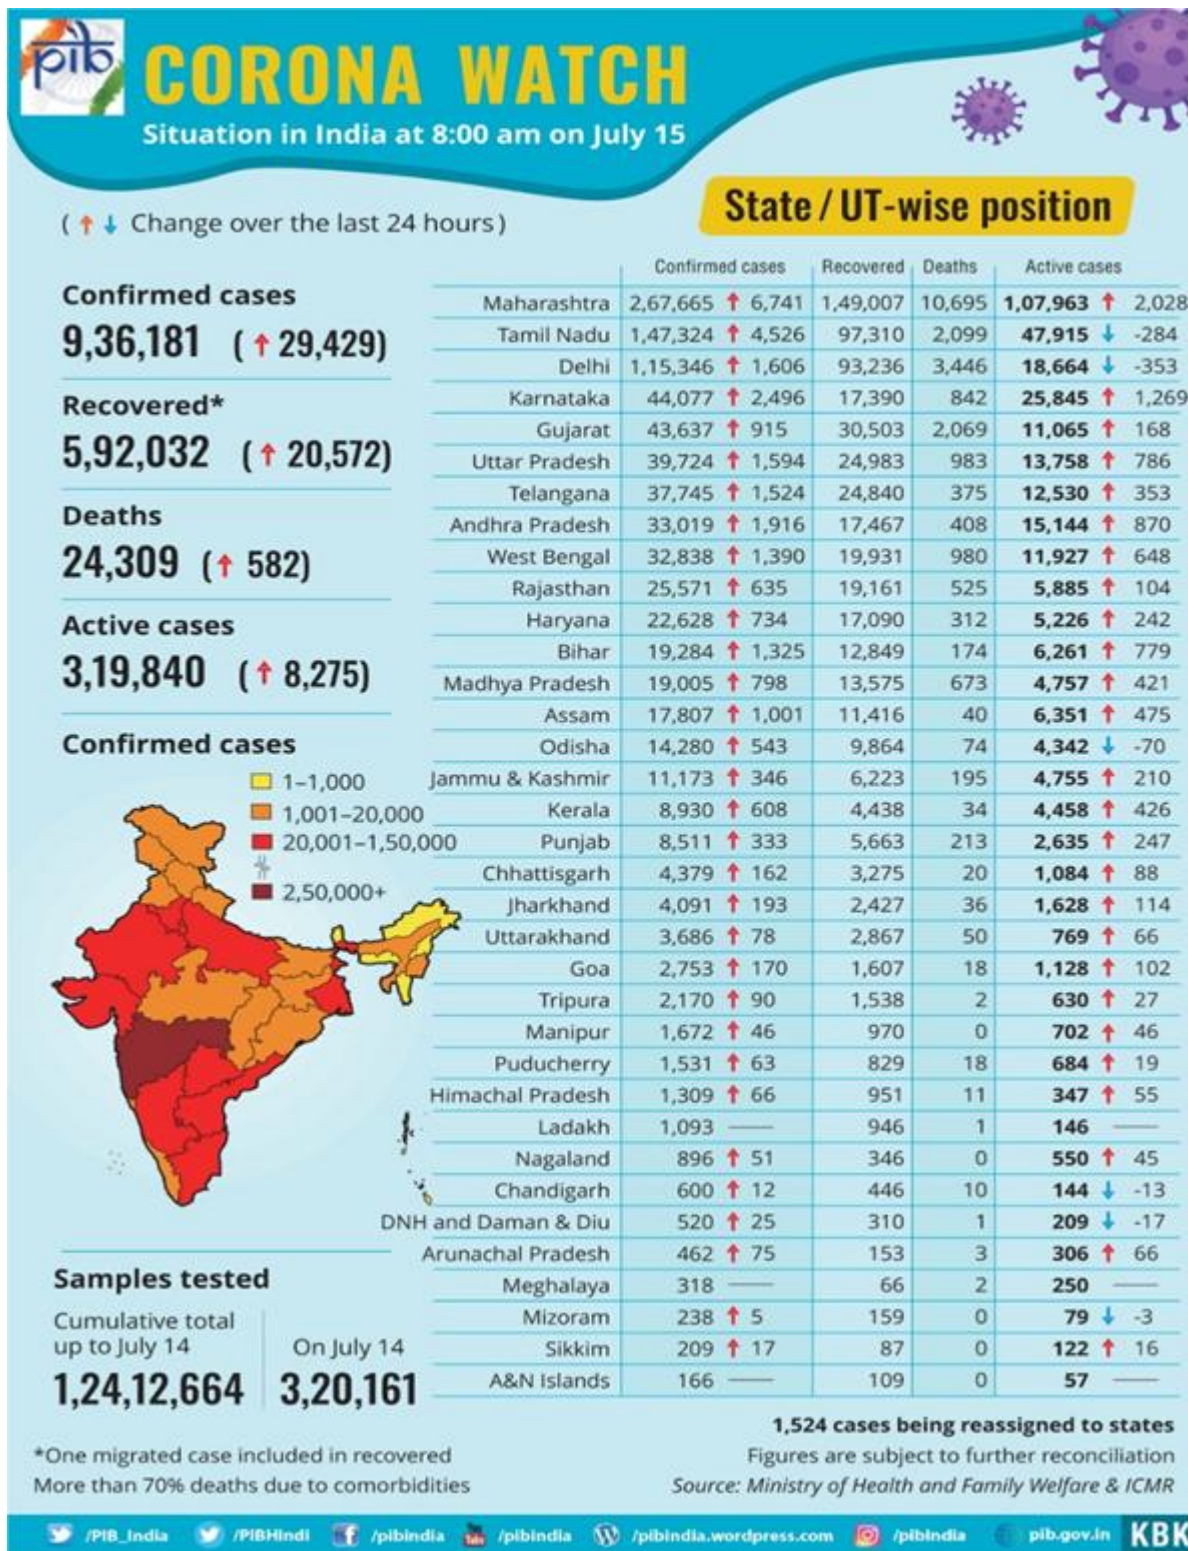 pib
CORONA WATCH
Situation in India at 8:00 am on July 15
(↑↓ Change over the last 24 hours)
Confirmed cases
9,36,181 (↑ 29,429)
Recovered*
5,92,032 (↑ 20,572)
Deaths
24,309 (↑ 582)
Active cases
3,19,840 (↑ 8,275)
Confirmed cases
1–1,000
1,001–20,000
20,001–1,50,000
2,50,000+
Samples tested
Cumulative total
up to July 14
1,24,12,664
On July 14
3,20,161
State / UT-wise position
Confirmed cases Recovered Deaths Active cases
Maharashtra 2,67,665 ↑ 6,741 1,49,007 10,695 1,07,963 ↑ 2,028
Tamil Nadu 1,47,324 ↑ 4,526 97,310 2,099 47,915 ↓ -284
Delhi 1,15,346 ↑ 1,606 93,236 3,446 18,664 ↓ -353
Karnataka 44,077 ↑ 2,496 17,390 842 25,845 ↑ 1,269
Gujarat 43,637 ↑ 915 30,503 2,069 11,065 ↑ 168
Uttar Pradesh 39,724 ↑ 1,594 24,983 983 13,758 ↑ 786
Telangana 37,745 ↑ 1,524 24,840 375 12,530 ↑ 353
Andhra Pradesh 33,019 ↑ 1,916 17,467 408 15,144 ↑ 870
West Bengal 32,838 ↑ 1,390 19,931 980 11,927 ↑ 648
Rajasthan 25,571 ↑ 635 19,161 525 5,885 ↑ 104
Haryana 22,628 ↑ 734 17,090 312 5,226 ↑ 242
Bihar 19,284 ↑ 1,325 12,849 174 6,261 ↑ 779
Madhya Pradesh 19,005 ↑ 798 13,575 673 4,757 ↑ 421
Assam 17,807 ↑ 1,001 11,416 40 6,351 ↑ 475
Odisha 14,280 ↑ 543 9,864 74 4,342 ↓ -70
Jammu & Kashmir 11,173 ↑ 346 6,223 195 4,755 ↑ 210
Kerala 8,930 ↑ 608 4,438 34 4,458 ↑ 426
Punjab 8,511 ↑ 333 5,663 213 2,635 ↑ 247
Chhattisgarh 4,379 ↑ 162 3,275 20 1,084 ↑ 88
Jharkhand 4,091 ↑ 193 2,427 36 1,628 ↑ 114
Uttarakhand 3,686 ↑ 78 2,867 50 769 ↑ 66
Goa 2,753 ↑ 170 1,607 18 1,128 ↑ 102
Tripura 2,170 ↑ 90 1,538 2 630 ↑ 27
Manipur 1,672 ↑ 46 970 0 702 ↑ 46
Puducherry 1,531 ↑ 63 829 18 684 ↑ 19
Himachal Pradesh 1,309 ↑ 66 951 11 347 ↑ 55
Ladakh 1,093 — 946 1 146 —
Nagaland 896 ↑ 51 346 0 550 ↑ 45
Chandigarh 600 ↑ 12 446 10 144 ↓ -13
DNH and Daman & Diu 520 ↑ 25 310 1 209 ↓ -17
Arunachal Pradesh 462 ↑ 75 153 3 306 ↑ 66
Meghalaya 318 — 66 2 250 —
Mizoram 238 ↑ 5 159 0 79 ↓ -3
Sikkim 209 ↑ 17 87 0 122 ↑ 16
A&N Islands 166 — 109 0 57 —
1,524 cases being reassigned to states
*One migrated case included in recovered
Figures are subject to further reconciliation
More than 70% deaths due to comorbidities
Source: Ministry of Health and Family Welfare & ICMR
/PIB_India /PIBHindi /pibindia /pibindia /pibindia.wordpress.com /pibindia pib.gov.in KBK